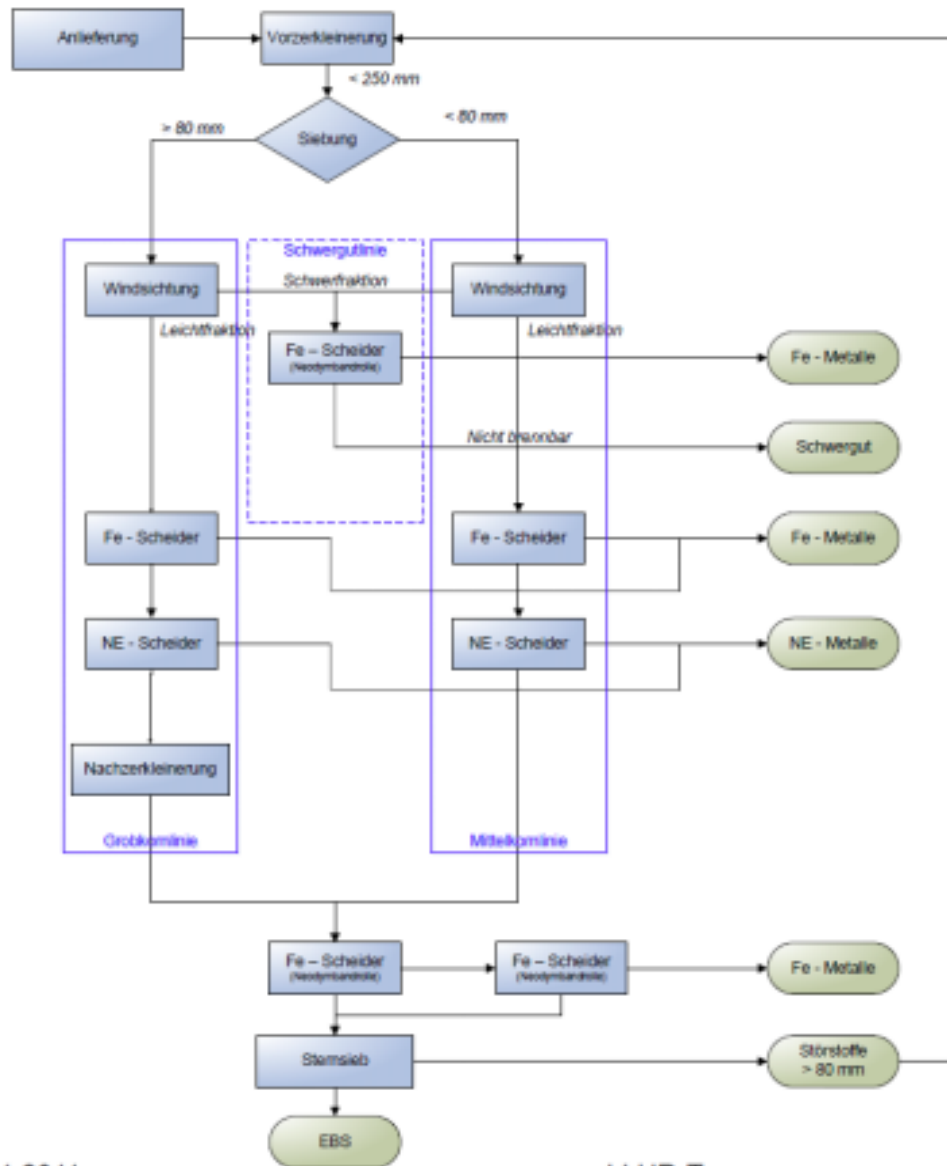 Anlieferung
Vorzerkleinerung
< 250 mm
> 80 mm
< 80 mm
Siebung
Schwergutlinie
Windsichtung
Schwerfraktion
Windsichtung
Leichtfraktion
Leichtfraktion
Fe – Scheider
(Neodymbandrolle)
Fe - Metalle
Nicht brennbar
Schwergut
Fe - Scheider
Fe - Scheider
Fe - Metalle
NE - Scheider
NE - Scheider
NE - Metalle
Nachzerkleinerung
Grobkornlinie
Mittelkornlinie
Fe – Scheider
(Neodymbandrolle)
Fe – Scheider
(Neodymbandrolle)
Fe - Metalle
Sternsieb
Störstoffe
> 80 mm
EBS